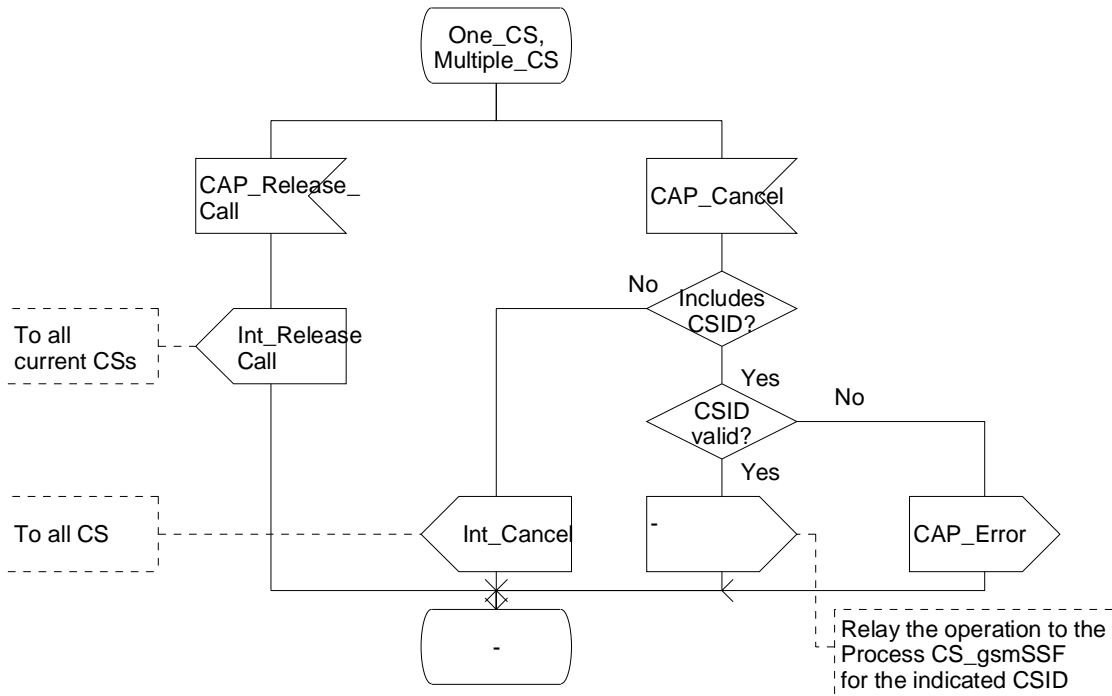 One_CS,
Multiple_CS
CAP_Release_
Call
CAP_Cancel
No
Includes
CSID?
To all
current CSs
Int_Release
Call
Yes
CSID
valid?
No
Yes
To all CS
Int_Cancel
-
CAP_Error
-
Relay the operation to the
Process CS_gsmSSF
for the indicated CSID